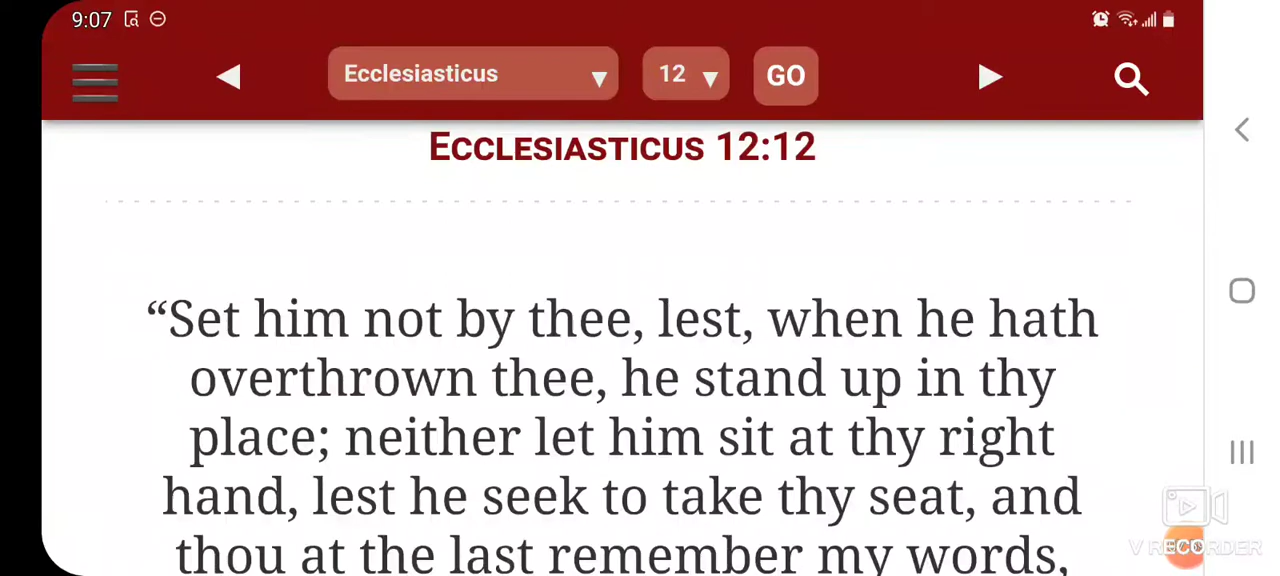 9:07
Ecclesiasticus 12 GO
ECCLESIASTICUS 12:12
“Set him not by thee, lest, when he hath
overthrown thee, he stand up in thy
place; neither let him sit at thy right
hand, lest he seek to take thy seat, and
thou at the last remember my words,
V RECORDER